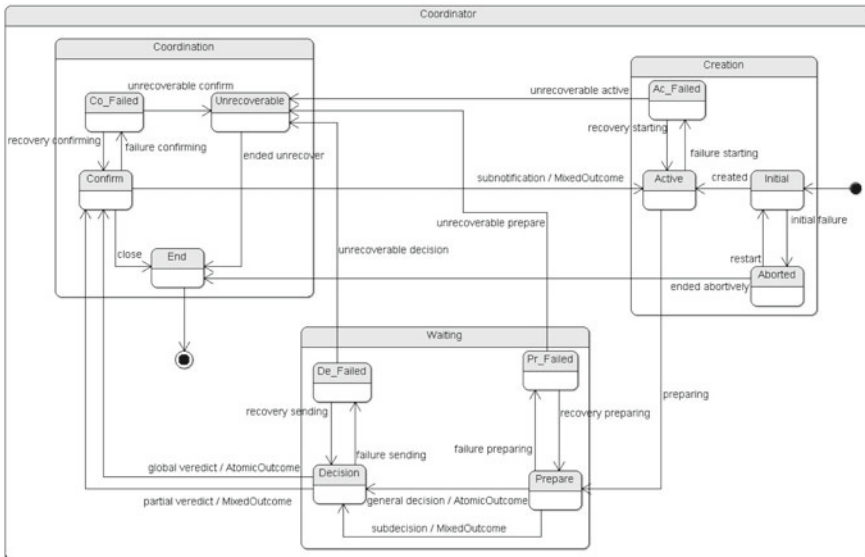 Coordinator
Coordination
Creation
unrecoverable confirm
unrecoverable active
Co_Failed
Unrecoverable
Ac_Failed
recovery confirming
failure confirming
ended unrecover
recovery starting
failure starting
Confirm
subnotification / MixedOutcome
Active
created
Initial
unrecoverable prepare
initial failure
close
End
unrecoverable decision
restart
Aborted
ended abortively
Waiting
De_Failed
Pr_Failed
preparing
recovery sending
recovery preparing
failure sending
failure preparing
global veredict / AtomicOutcome
Decision
Prepare
partial veredict / MixedOutcome
general decision / AtomicOutcome
subdecision / MixedOutcome